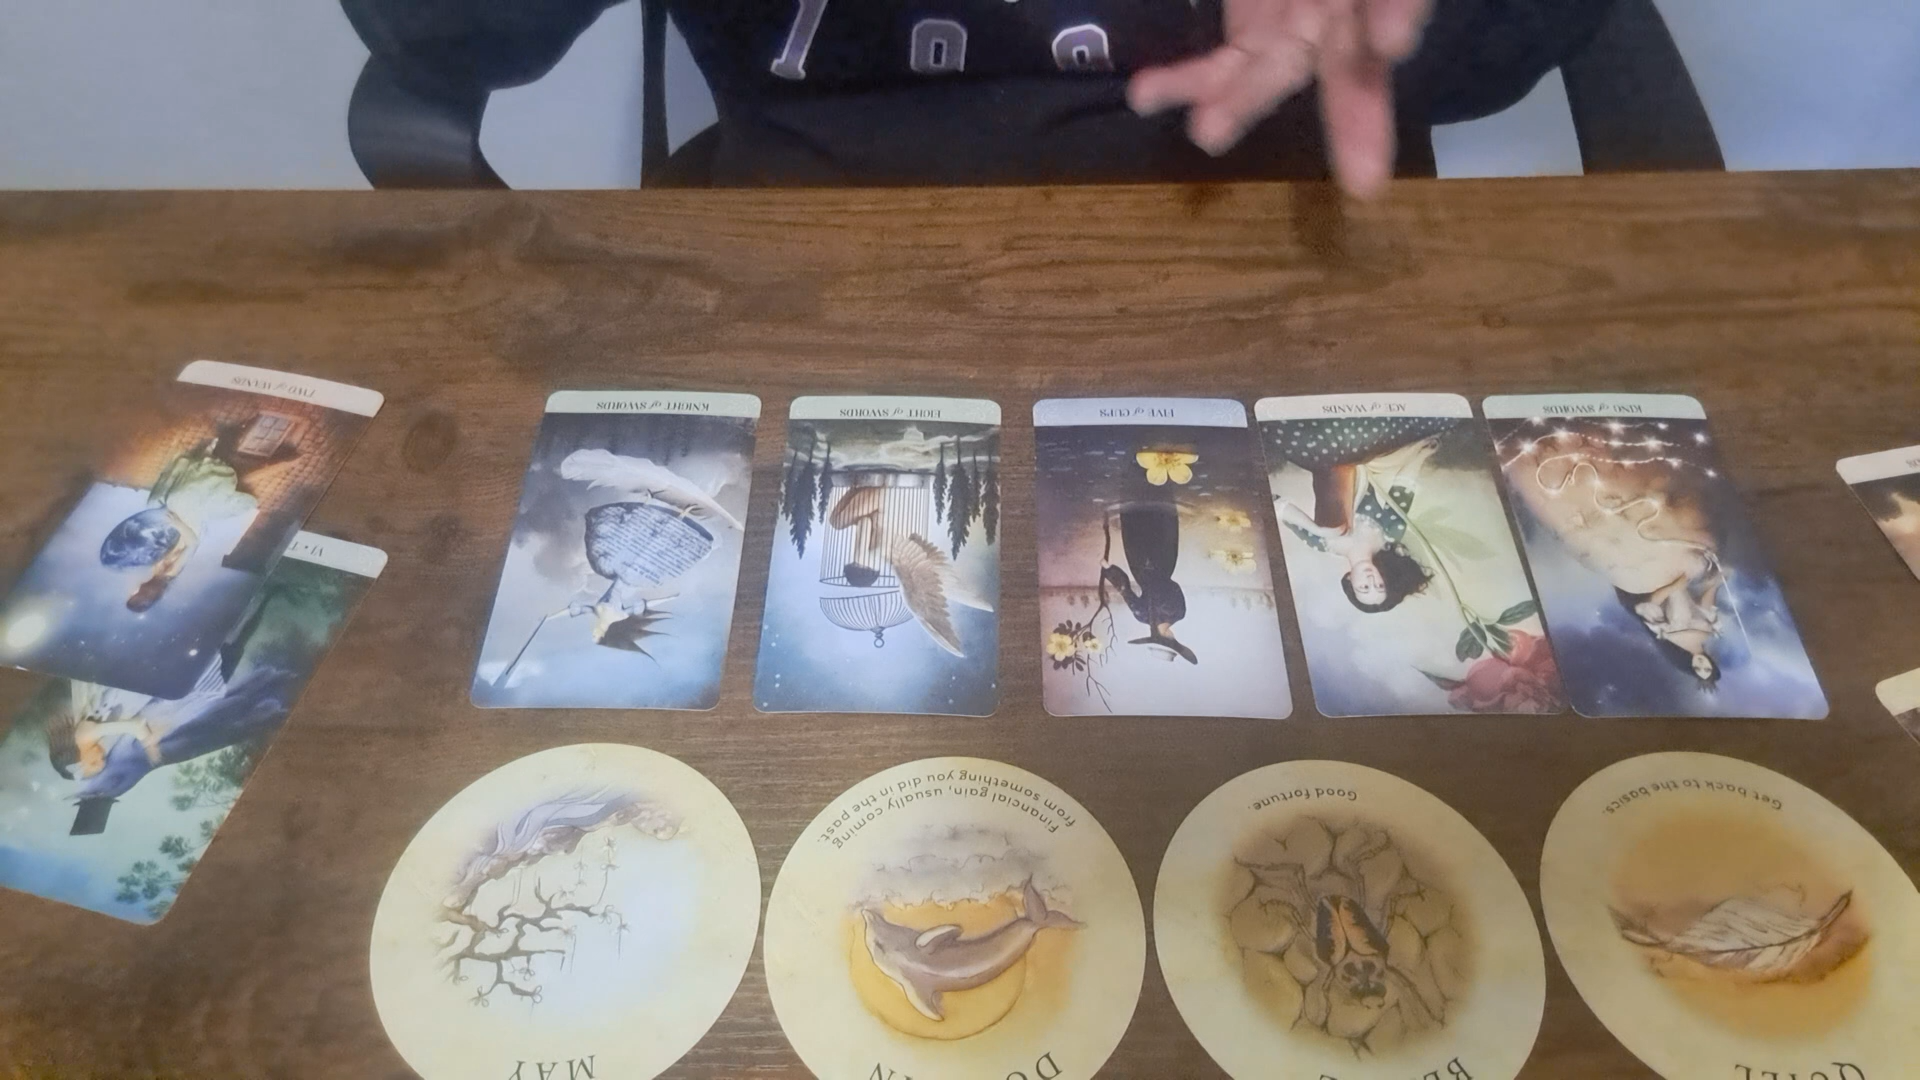 TWO of WANDS
KNIGHT of SWORDS
EIGHT of SWORDS
FIVE of CUPS
ACE of WANDS
KING of SWORDS
VI • T
Financial gain, usually coming
from something you did in the past.
Good fortune.
Get back to the basics.
MAY